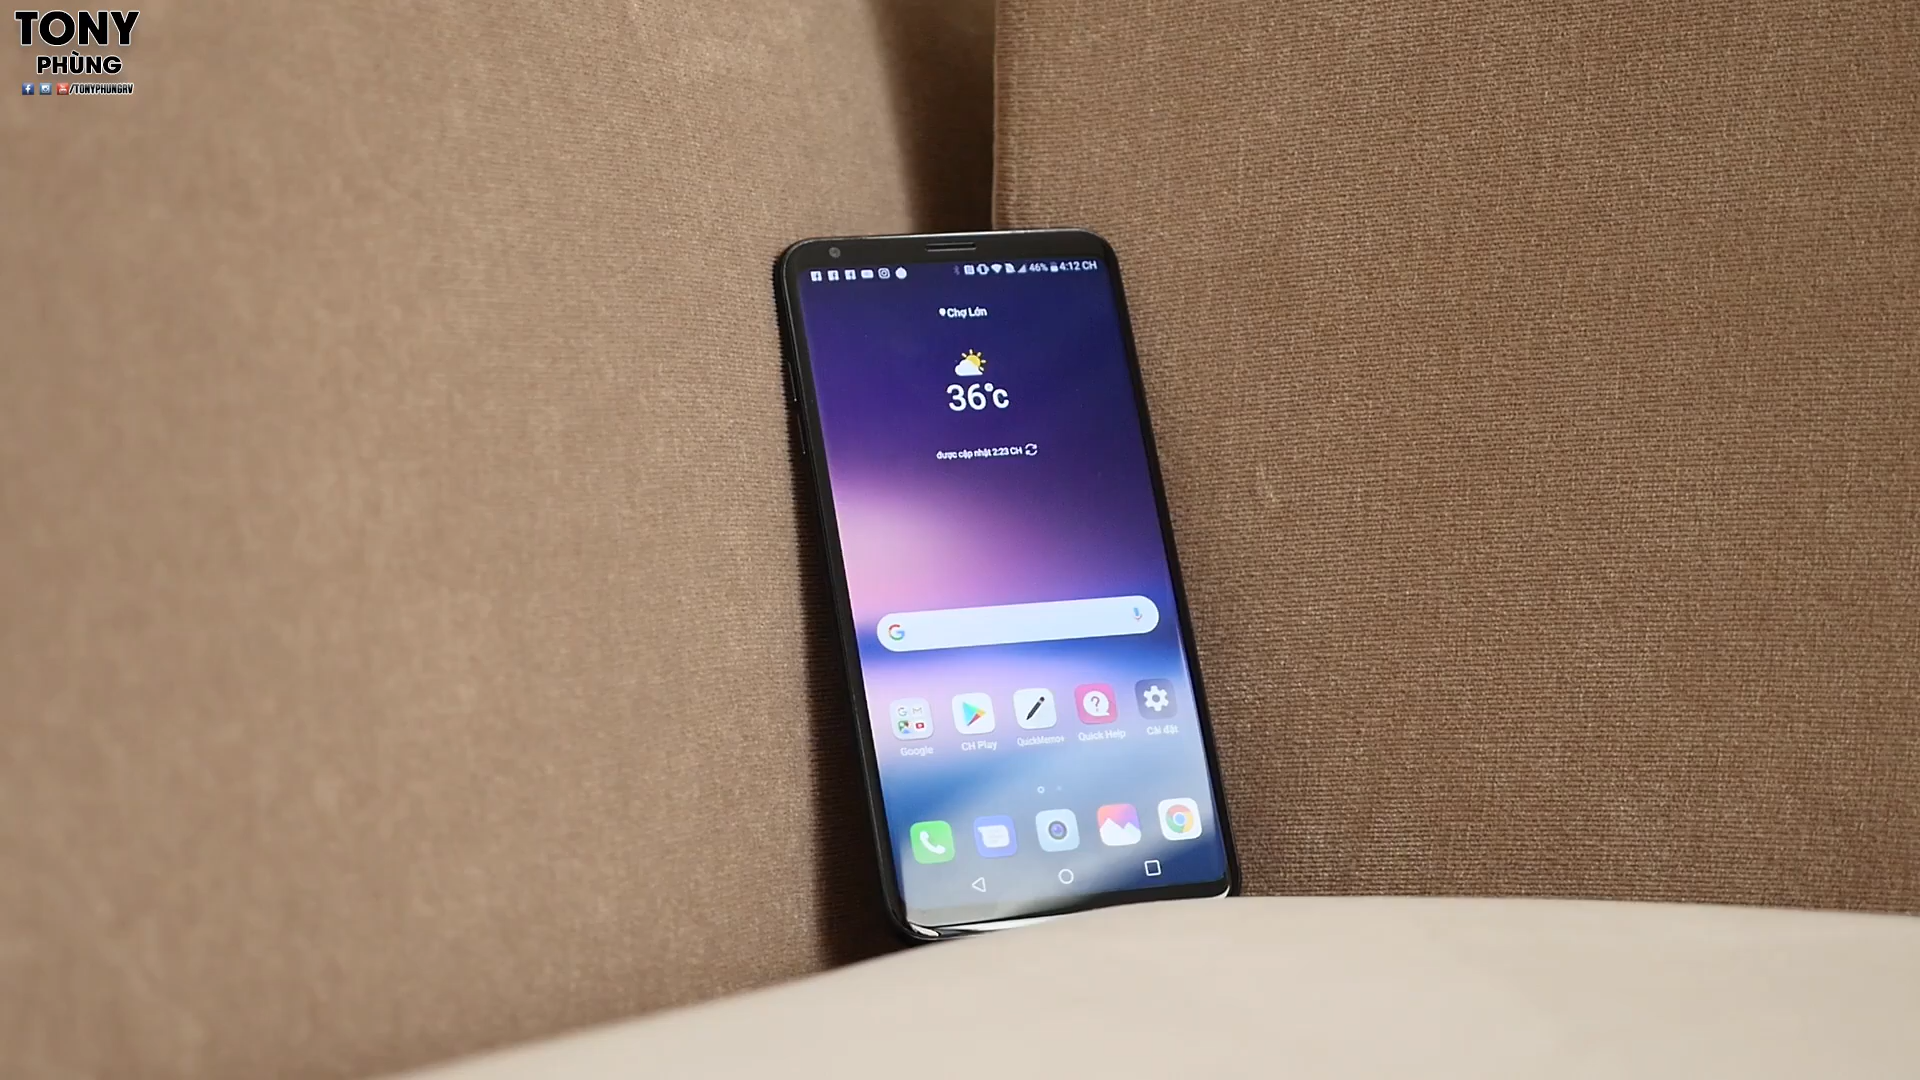 TONY
PHÙNG
/TONYPHUNGRV
46% 4:12 CH
Chợ Lớn
36°c
được cập nhật 2:23 CH
Google
CH Play
QuickMemo+
Quick Help
Cài đặt